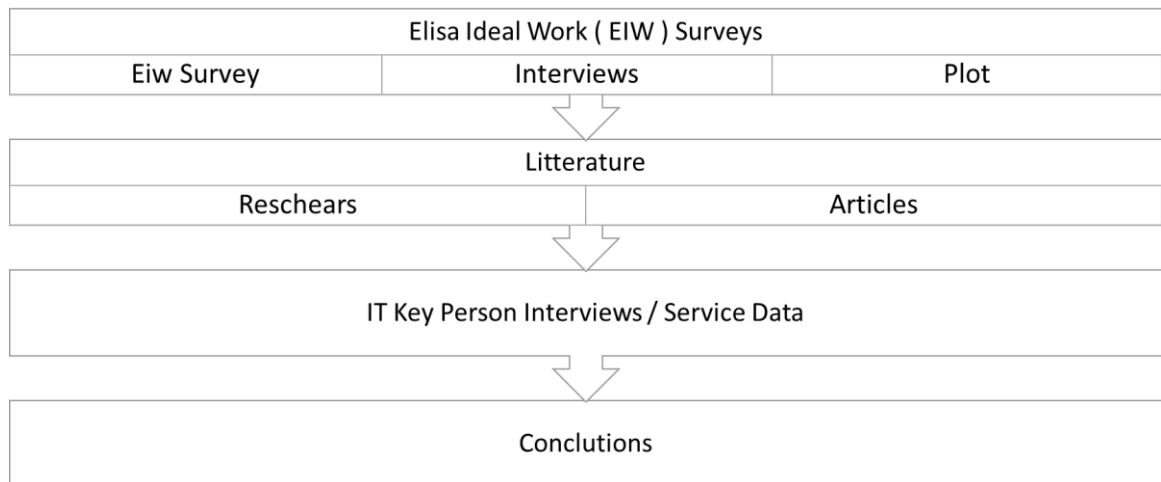 Elisa Ideal Work ( EIW ) Surveys
Eiw Survey
Interviews
Plot
Litterature
Reschears
Articles
IT Key Person Interviews / Service Data
Conclutions